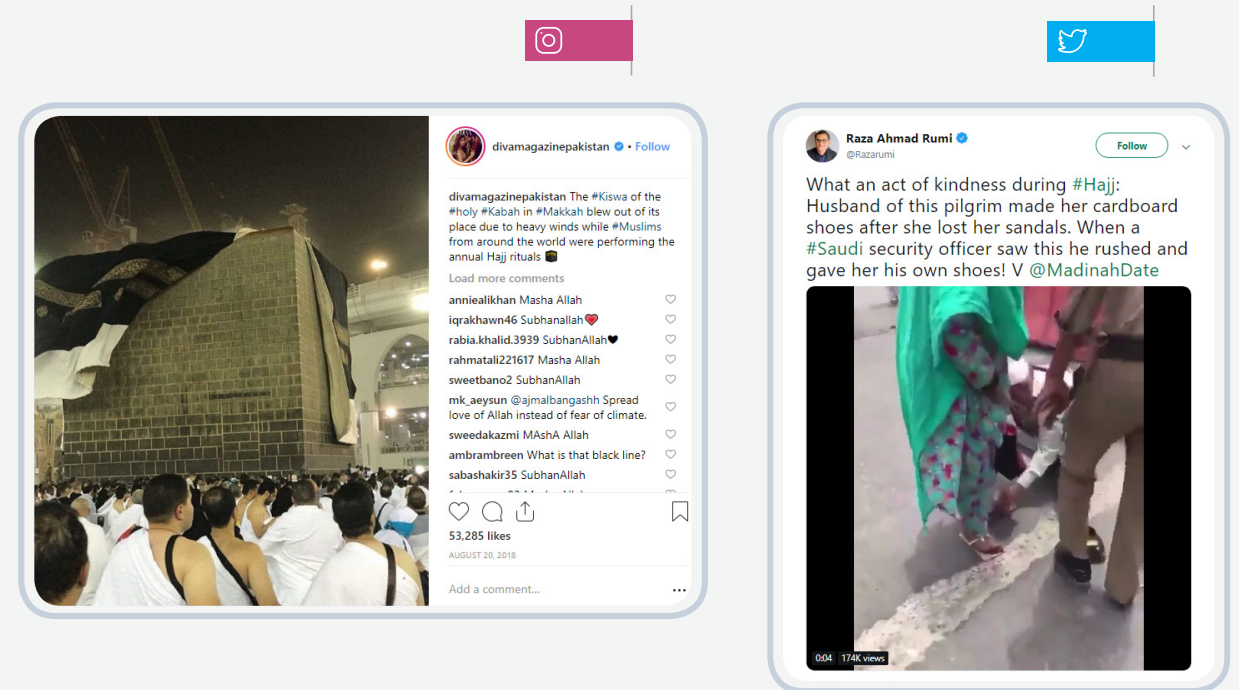 divamagazinepakistan • Follow
divamagazinepakistan The #Kiswa of the
#holy #Kabah in #Makkah blew out of its
place due to heavy winds while #Muslims
from around the world were performing the
annual Hajj rituals
Load more comments
anniealikhan Masha Allah
iqrakhawn46 Subhanallah
rabia.khalid.3939 SubhanAllah
rahmatali221617 Masha Allah
sweetbano2 SubhanAllah
mk_aeysun @ajmalbangashh Spread
love of Allah instead of fear of climate.
sweedakazmi MAshA Allah
ambrambreen What is that black line?
sabashakir35 SubhanAllah
53,285 likes
AUGUST 20, 2018
Add a comment...
Raza Ahmad Rumi
@Razarumi
Follow
What an act of kindness during #Hajj:
Husband of this pilgrim made her cardboard
shoes after she lost her sandals. When a
#Saudi security officer saw this he rushed and
gave her his own shoes! V @MadinahDate
0:04 174K views